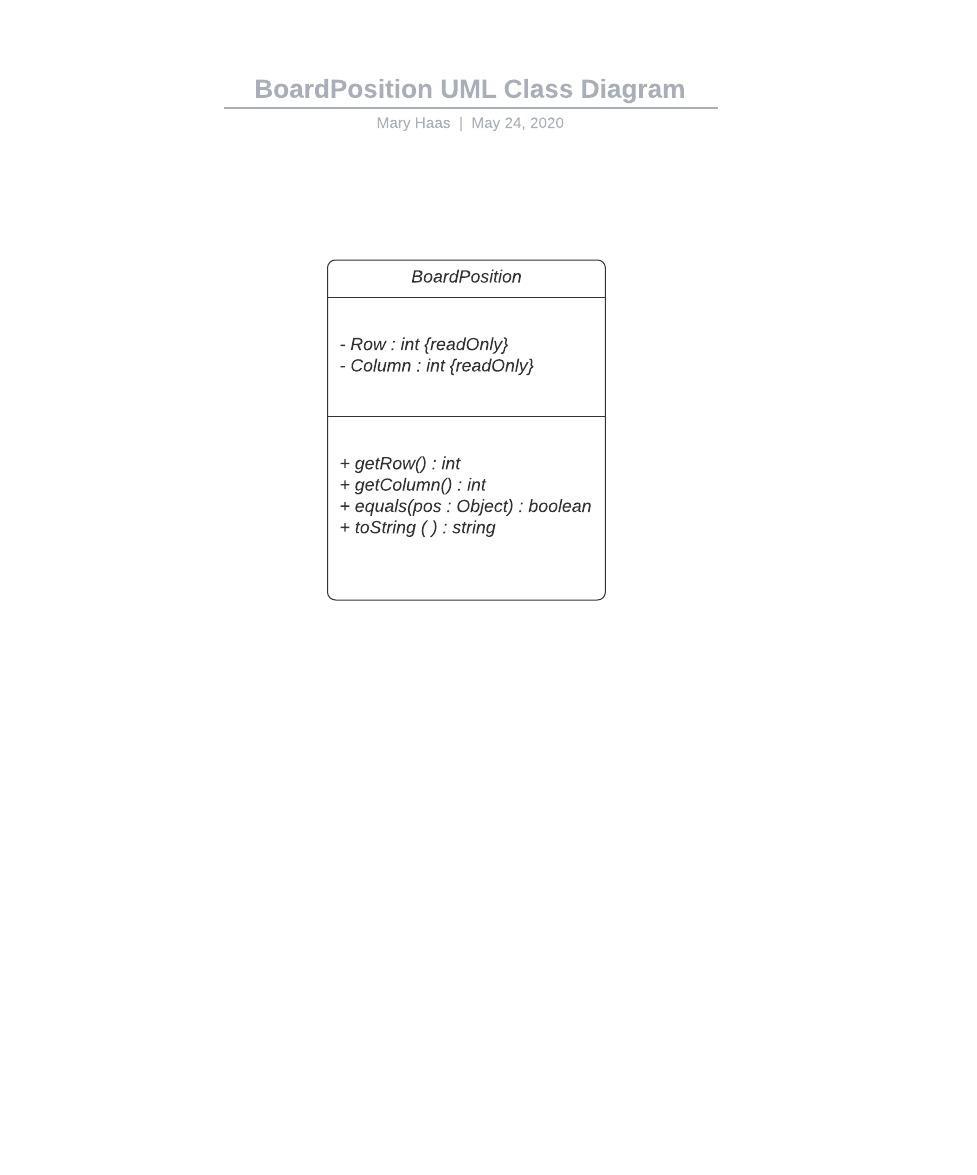 BoardPosition UML Class Diagram
Mary Haas | May 24, 2020
BoardPosition
- Row : int {readOnly}
- Column : int {readOnly}
+ getRow() : int
+ getColumn() : int
+ equals(pos : Object) : boolean
+ toString ( ) : string